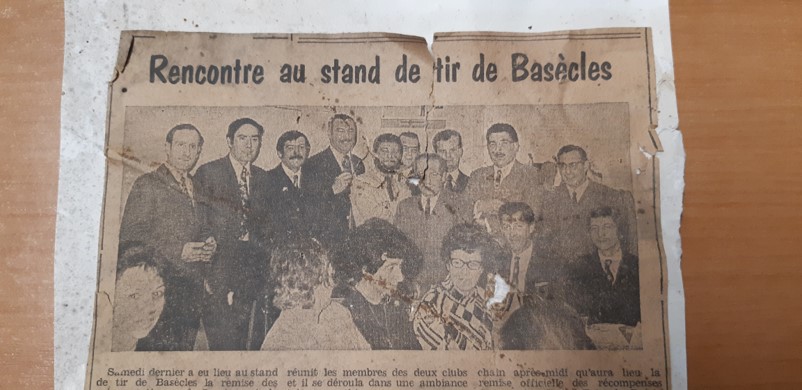 Rencontre au stand de tir de Basècles
Samedi dernier a eu lieu au stand
de tir de Basècles la remise des
réunit les membres des deux clubs
et il se déroula dans une ambiance
chain après-midi qu'aura lieu la
remise officielle des récompenses